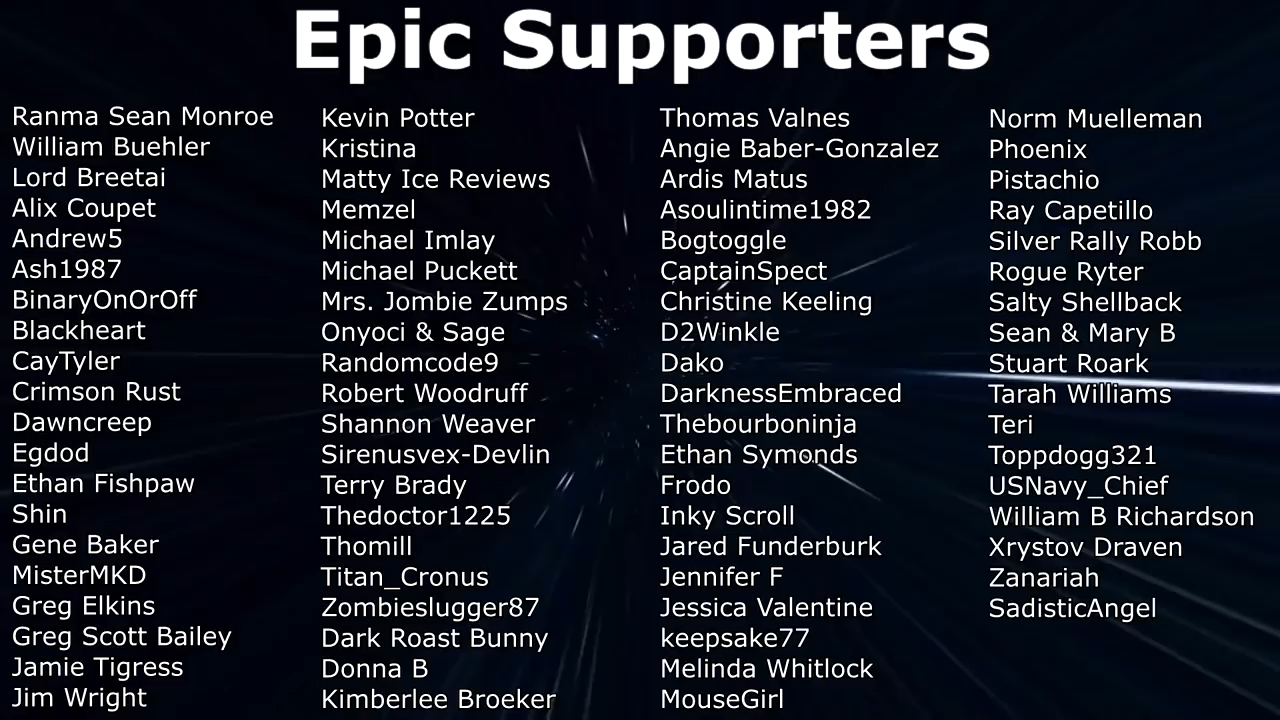 Epic Supporters
Ranma Sean Monroe
William Buehler
Lord Breetai
Alix Coupet
Andrew5
Ash1987
BinaryOnOrOff
Blackheart
CayTyler
Crimson Rust
Dawncreep
Egdod
Ethan Fishpaw
Shin
Gene Baker
MisterMKD
Greg Elkins
Greg Scott Bailey
Jamie Tigress
Jim Wright
Kevin Potter
Kristina
Matty Ice Reviews
Memzel
Michael Imlay
Michael Puckett
Mrs. Jombie Zumps
Onyoci & Sage
Randomcode9
Robert Woodruff
Shannon Weaver
Sirenusvex-Devlin
Terry Brady
Thedoctor1225
Thomill
Titan_Cronus
Zombieslugger87
Dark Roast Bunny
Donna B
Kimberlee Broeker
Thomas Valnes
Angie Baber-Gonzalez
Ardis Matus
Asoulintime1982
Bogtoggle
CaptainSpect
Christine Keeling
D2Winkle
Dako
DarknessEmbraced
Thebourboninja
Ethan Symonds
Frodo
Inky Scroll
Jared Funderburk
Jennifer F
Jessica Valentine
keepsake77
Melinda Whitlock
MouseGirl
Norm Muelleman
Phoenix
Pistachio
Ray Capetillo
Silver Rally Robb
Rogue Ryter
Salty Shellback
Sean & Mary B
Stuart Roark
Tarah Williams
Teri
Toppdogg321
USNavy_Chief
William B Richardson
Xrystov Draven
Zanariah
SadisticAngel